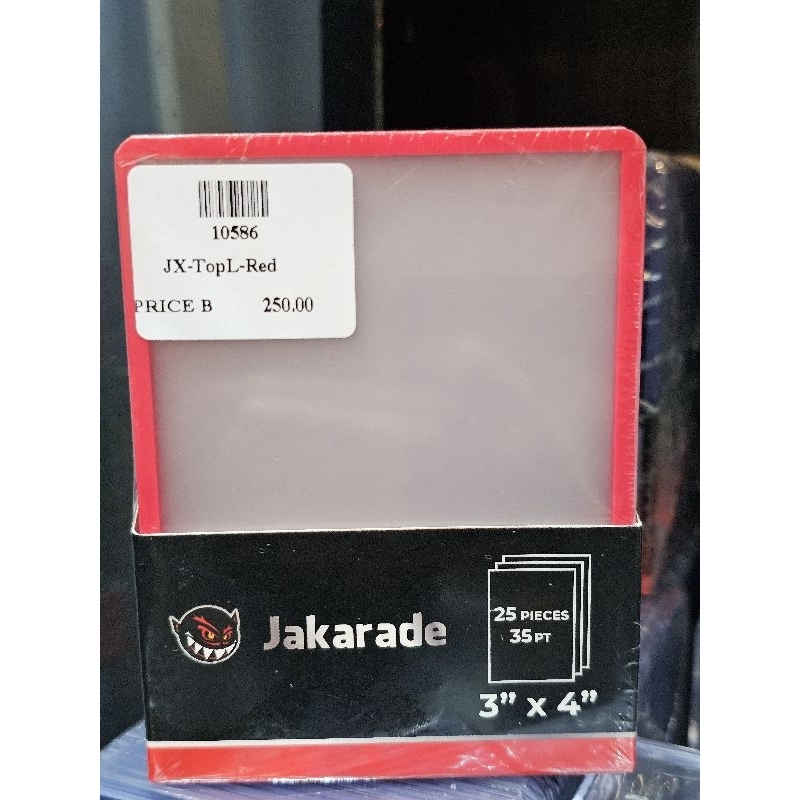 10586
JX-TopL-Red
PRICE B 250.00
Jakarade
25 PIECES
35 PT
3” x 4”